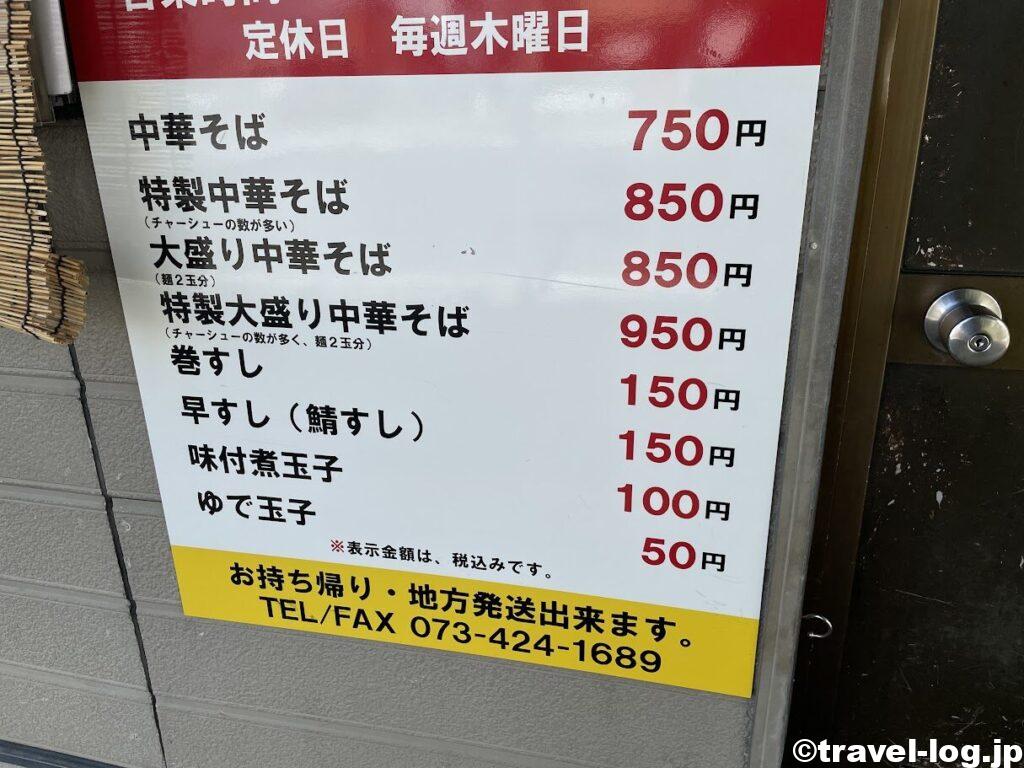 定休日 毎週木曜日
中華そば 750円
特製中華そば 850円
(チャーシューの数が多い)
大盛り中華そば 850円
(麺2玉分)
特製大盛り中華そば 950円
(チャーシューの数が多く、麺2玉分)
巻すし 150円
早すし(鯖すし) 150円
味付煮玉子 100円
ゆで玉子 50円
※表示金額は、税込みです。
お持ち帰り・地方発送出来ます。
TEL/FAX 073-424-1689
©travel-log.jp